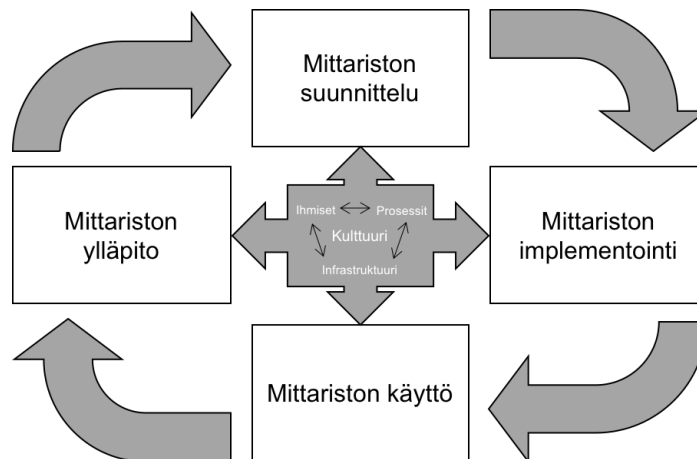 Mittariston
suunnittelu
Mittariston
ylläpito
Ihmiset
Prosessit
Kulttuuri
Infrastruktuuri
Mittariston
implementointi
Mittariston käyttö